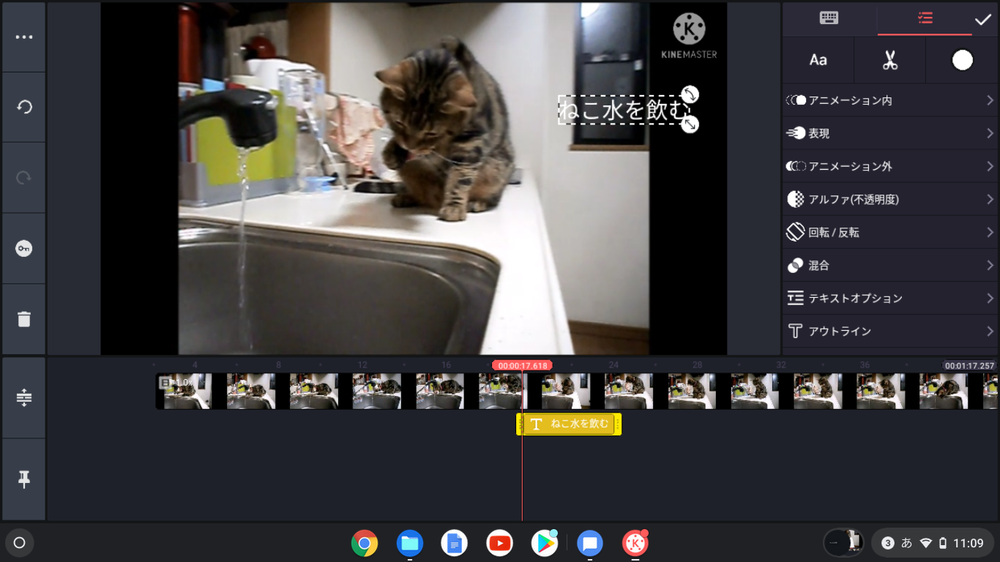 KINEMASTER
ねこ水を飲む
Aa
アニメーション内
表現
アニメーション外
アルファ(不透明度)
回転 / 反転
混合
テキストオプション
アウトライン
4
8
12
16
00:00:17.618
24
28
32
36
00:01:17.257
1.0x
T ねこ水を飲む
3 あ 11:09